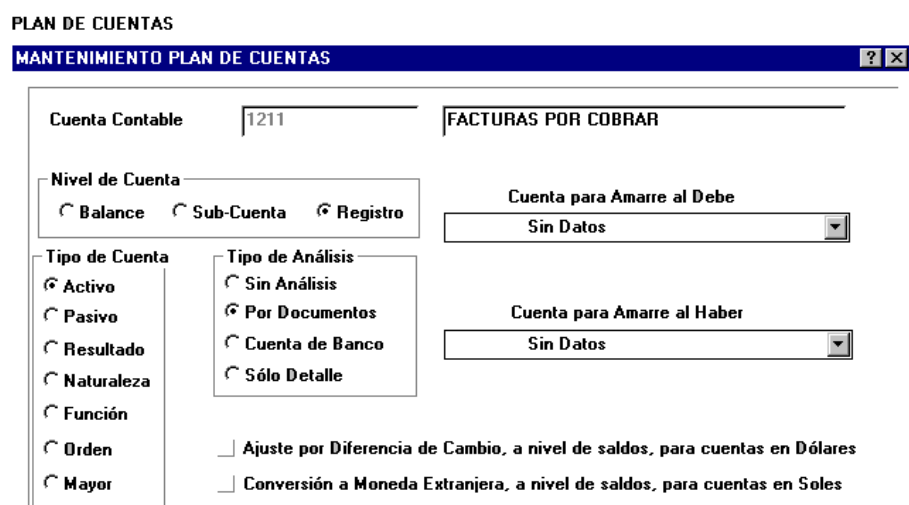 PLAN DE CUENTAS
MANTENIMIENTO PLAN DE CUENTAS
Cuenta Contable 1211 FACTURAS POR COBRAR
Nivel de Cuenta
Balance Sub-Cuenta Registro
Cuenta para Amarre al Debe
Sin Datos
Tipo de Cuenta
Activo
Pasivo
Resultado
Naturaleza
Función
Orden
Mayor
Tipo de Análisis
Sin Análisis
Por Documentos
Cuenta de Banco
Sólo Detalle
Cuenta para Amarre al Haber
Sin Datos
Ajuste por Diferencia de Cambio, a nivel de saldos, para cuentas en Dólares
Conversión a Moneda Extranjera, a nivel de saldos, para cuentas en Soles